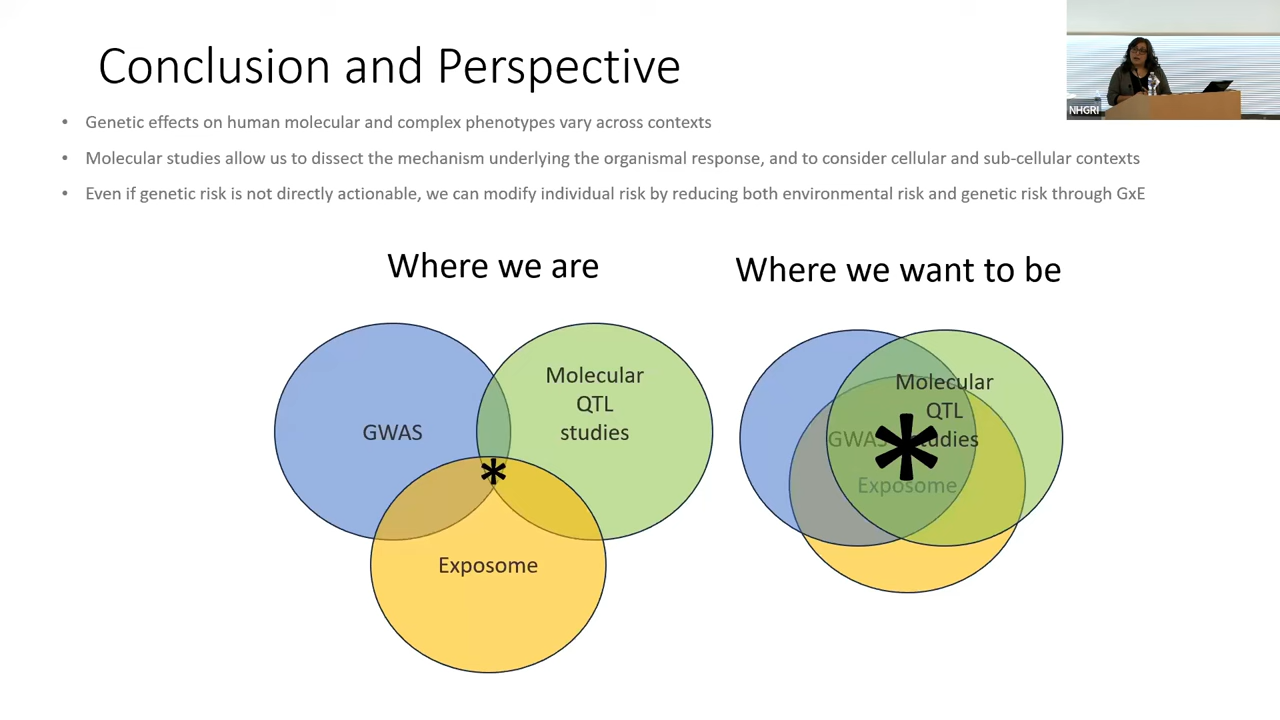 Conclusion and Perspective
NHGRI
• Genetic effects on human molecular and complex phenotypes vary across contexts
• Molecular studies allow us to dissect the mechanism underlying the organismal response, and to consider cellular and sub-cellular contexts
• Even if genetic risk is not directly actionable, we can modify individual risk by reducing both environmental risk and genetic risk through GxE
Where we are
Where we want to be
GWAS
Molecular
QTL
studies
*
Exposome
Molecular
QTL
GWAS studies
*
Exposome